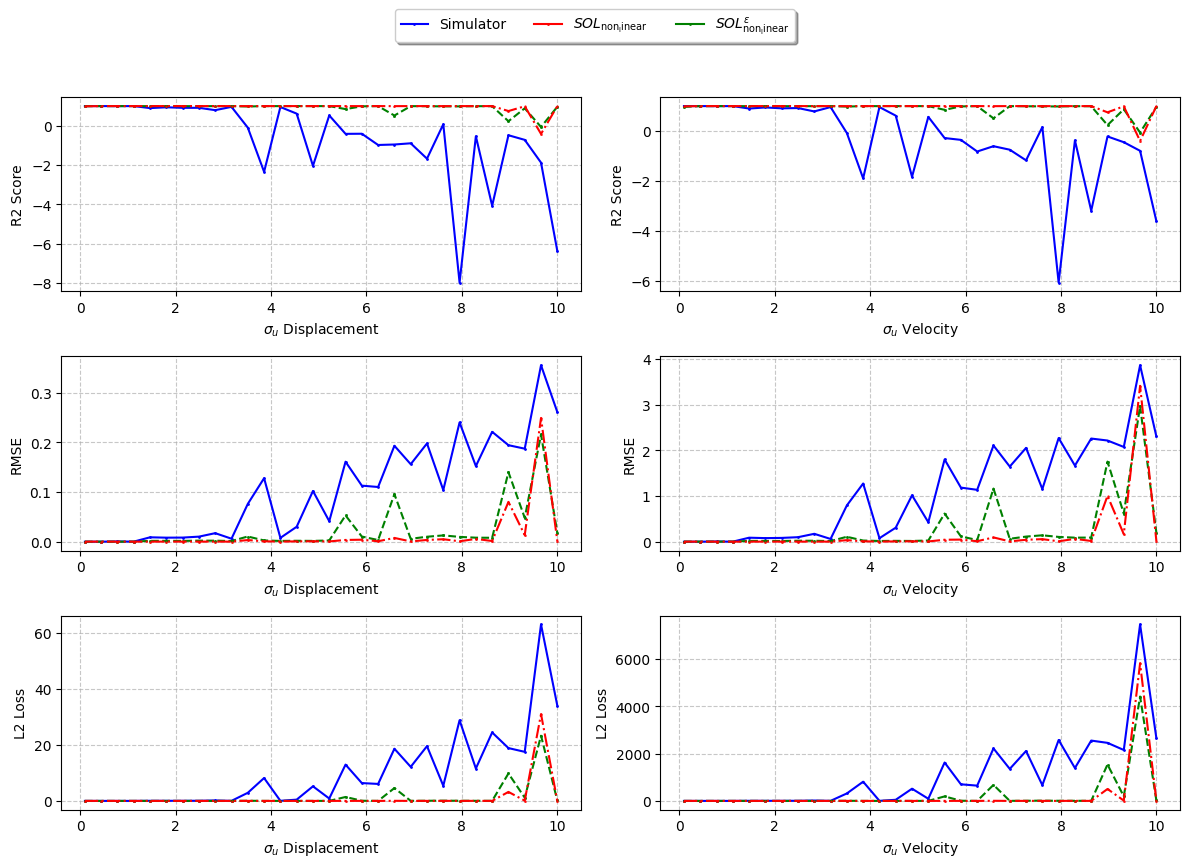 Simulator SOL_{non_linear} SOL^ε_{non_linear}
R2 Score
0
−2
−4
−6
−8
0 2 4 6 8 10
σ_u Displacement
R2 Score
0
−2
−4
−6
0 2 4 6 8 10
σ_u Velocity
RMSE
0.3
0.2
0.1
0.0
0 2 4 6 8 10
σ_u Displacement
RMSE
4
3
2
1
0
0 2 4 6 8 10
σ_u Velocity
L2 Loss
60
40
20
0
0 2 4 6 8 10
σ_u Displacement
L2 Loss
6000
4000
2000
0
0 2 4 6 8 10
σ_u Velocity